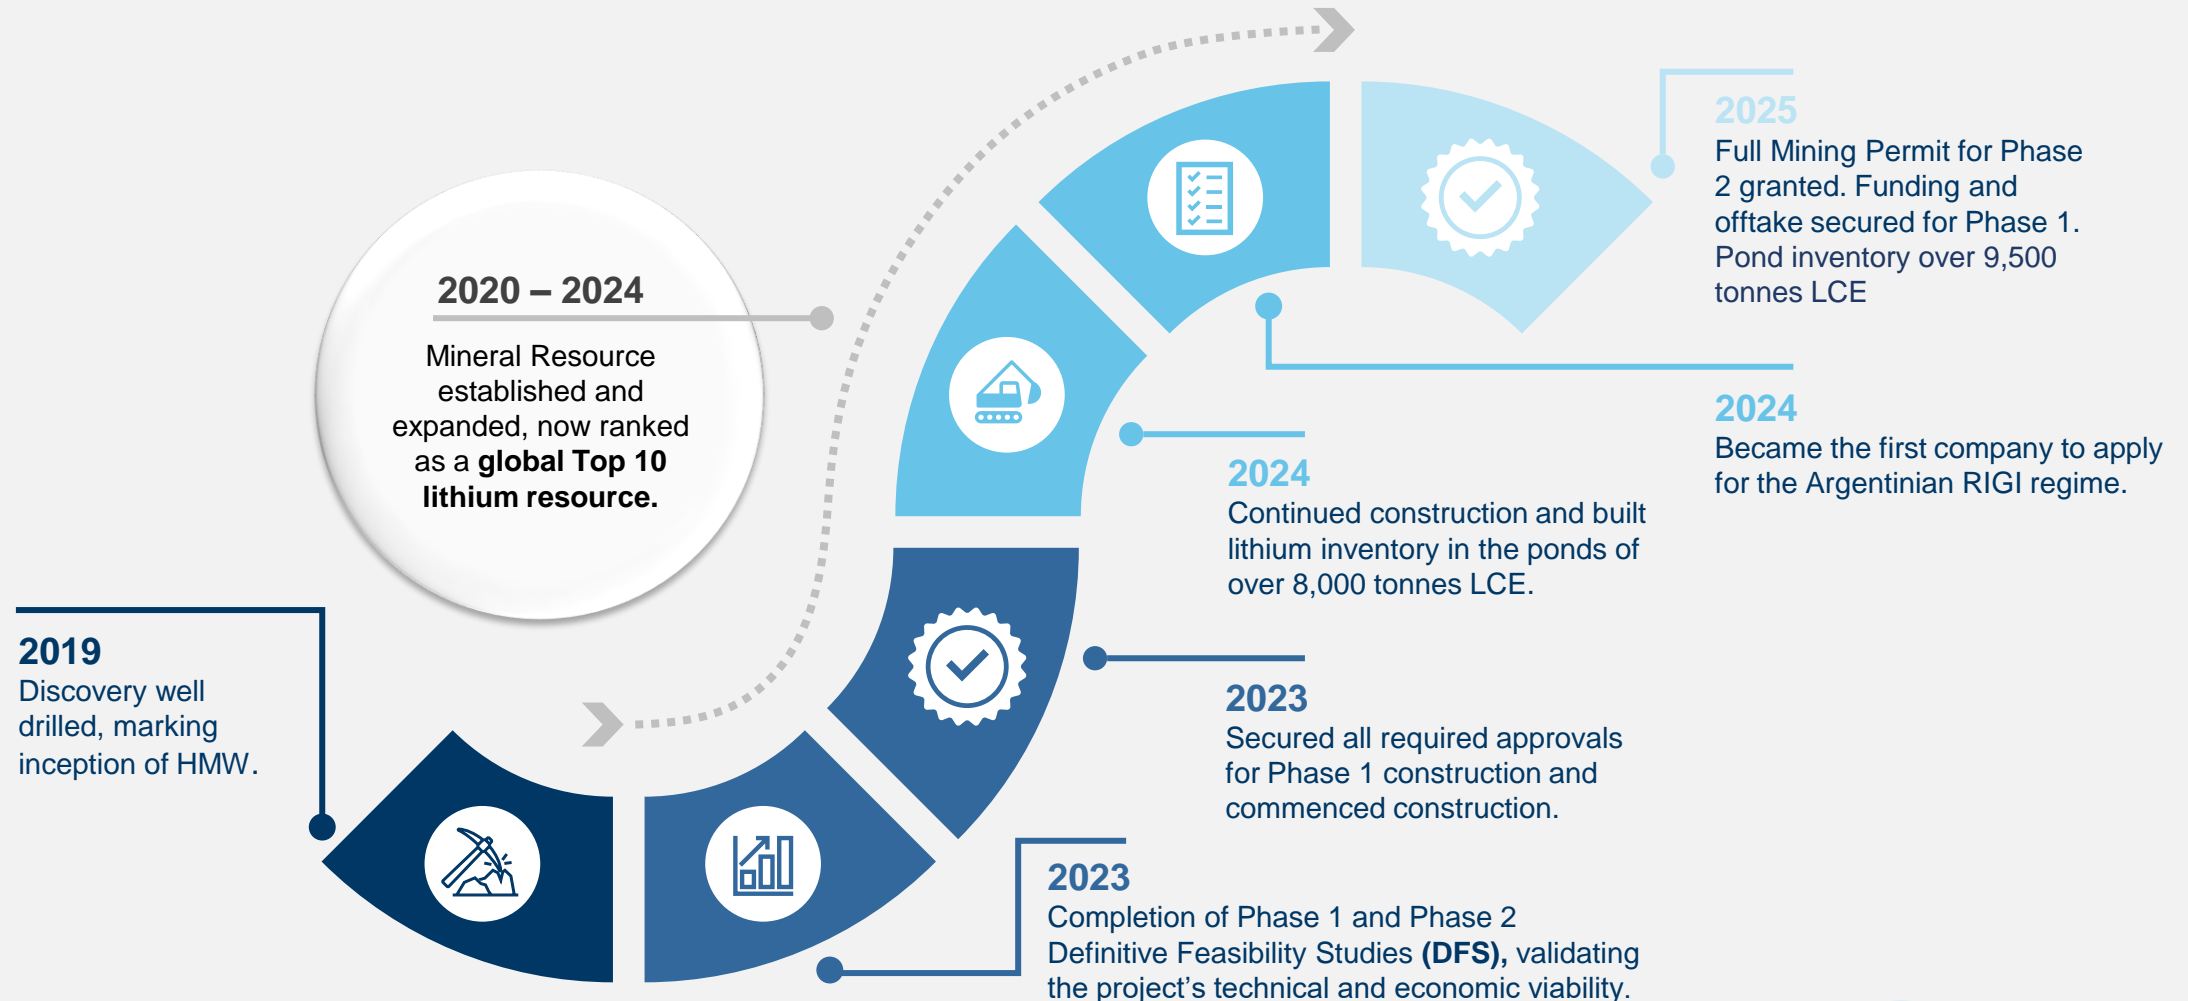 2019
Discovery well
drilled, marking
inception of HMW.
2020 – 2024
Mineral Resource
established and
expanded, now ranked
as a global Top 10
lithium resource.
2023
Completion of Phase 1 and Phase 2
Definitive Feasibility Studies (DFS), validating
the project’s technical and economic viability.
2023
Secured all required approvals
for Phase 1 construction and
commenced construction.
2024
Continued construction and built
lithium inventory in the ponds of
over 8,000 tonnes LCE.
2024
Became the first company to apply
for the Argentinian RIGI regime.
2025
Full Mining Permit for Phase
2 granted. Funding and
offtake secured for Phase 1.
Pond inventory over 9,500
tonnes LCE